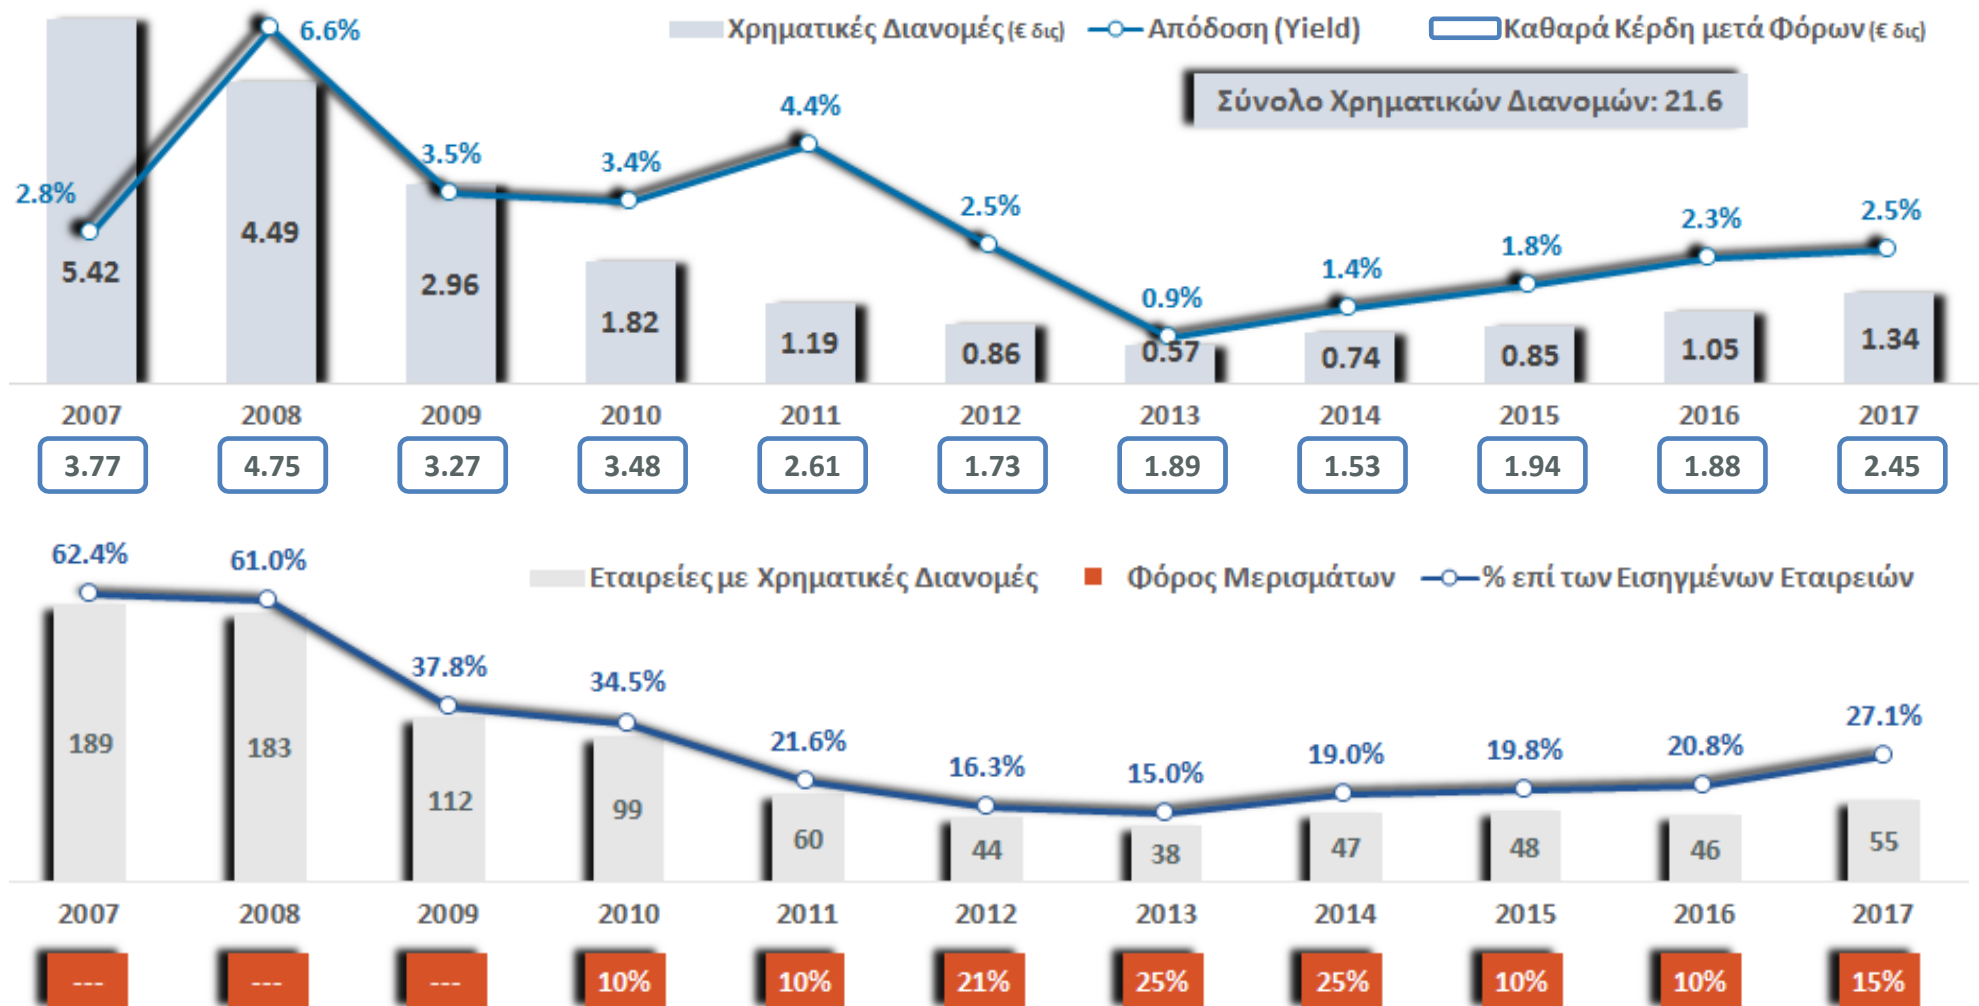 Χρηματικές Διανομές (€ δις) Απόδοση (Yield) Καθαρά Κέρδη μετά Φόρων (€ δις)
Σύνολο Χρηματικών Διανομών: 21.6
2.8% 6.6% 3.5% 3.4% 4.4% 2.5% 0.9% 1.4% 1.8% 2.3% 2.5%
5.42 4.49 2.96 1.82 1.19 0.86 0.57 0.74 0.85 1.05 1.34
2007 2008 2009 2010 2011 2012 2013 2014 2015 2016 2017
3.77 4.75 3.27 3.48 2.61 1.73 1.89 1.53 1.94 1.88 2.45
Εταιρείες με Χρηματικές Διανομές Φόρος Μερισμάτων % επί των Εισηγμένων Εταιρειών
62.4% 61.0% 37.8% 34.5% 21.6% 16.3% 15.0% 19.0% 19.8% 20.8% 27.1%
189 183 112 99 60 44 38 47 48 46 55
2007 2008 2009 2010 2011 2012 2013 2014 2015 2016 2017
--- --- --- 10% 10% 21% 25% 25% 10% 10% 15%